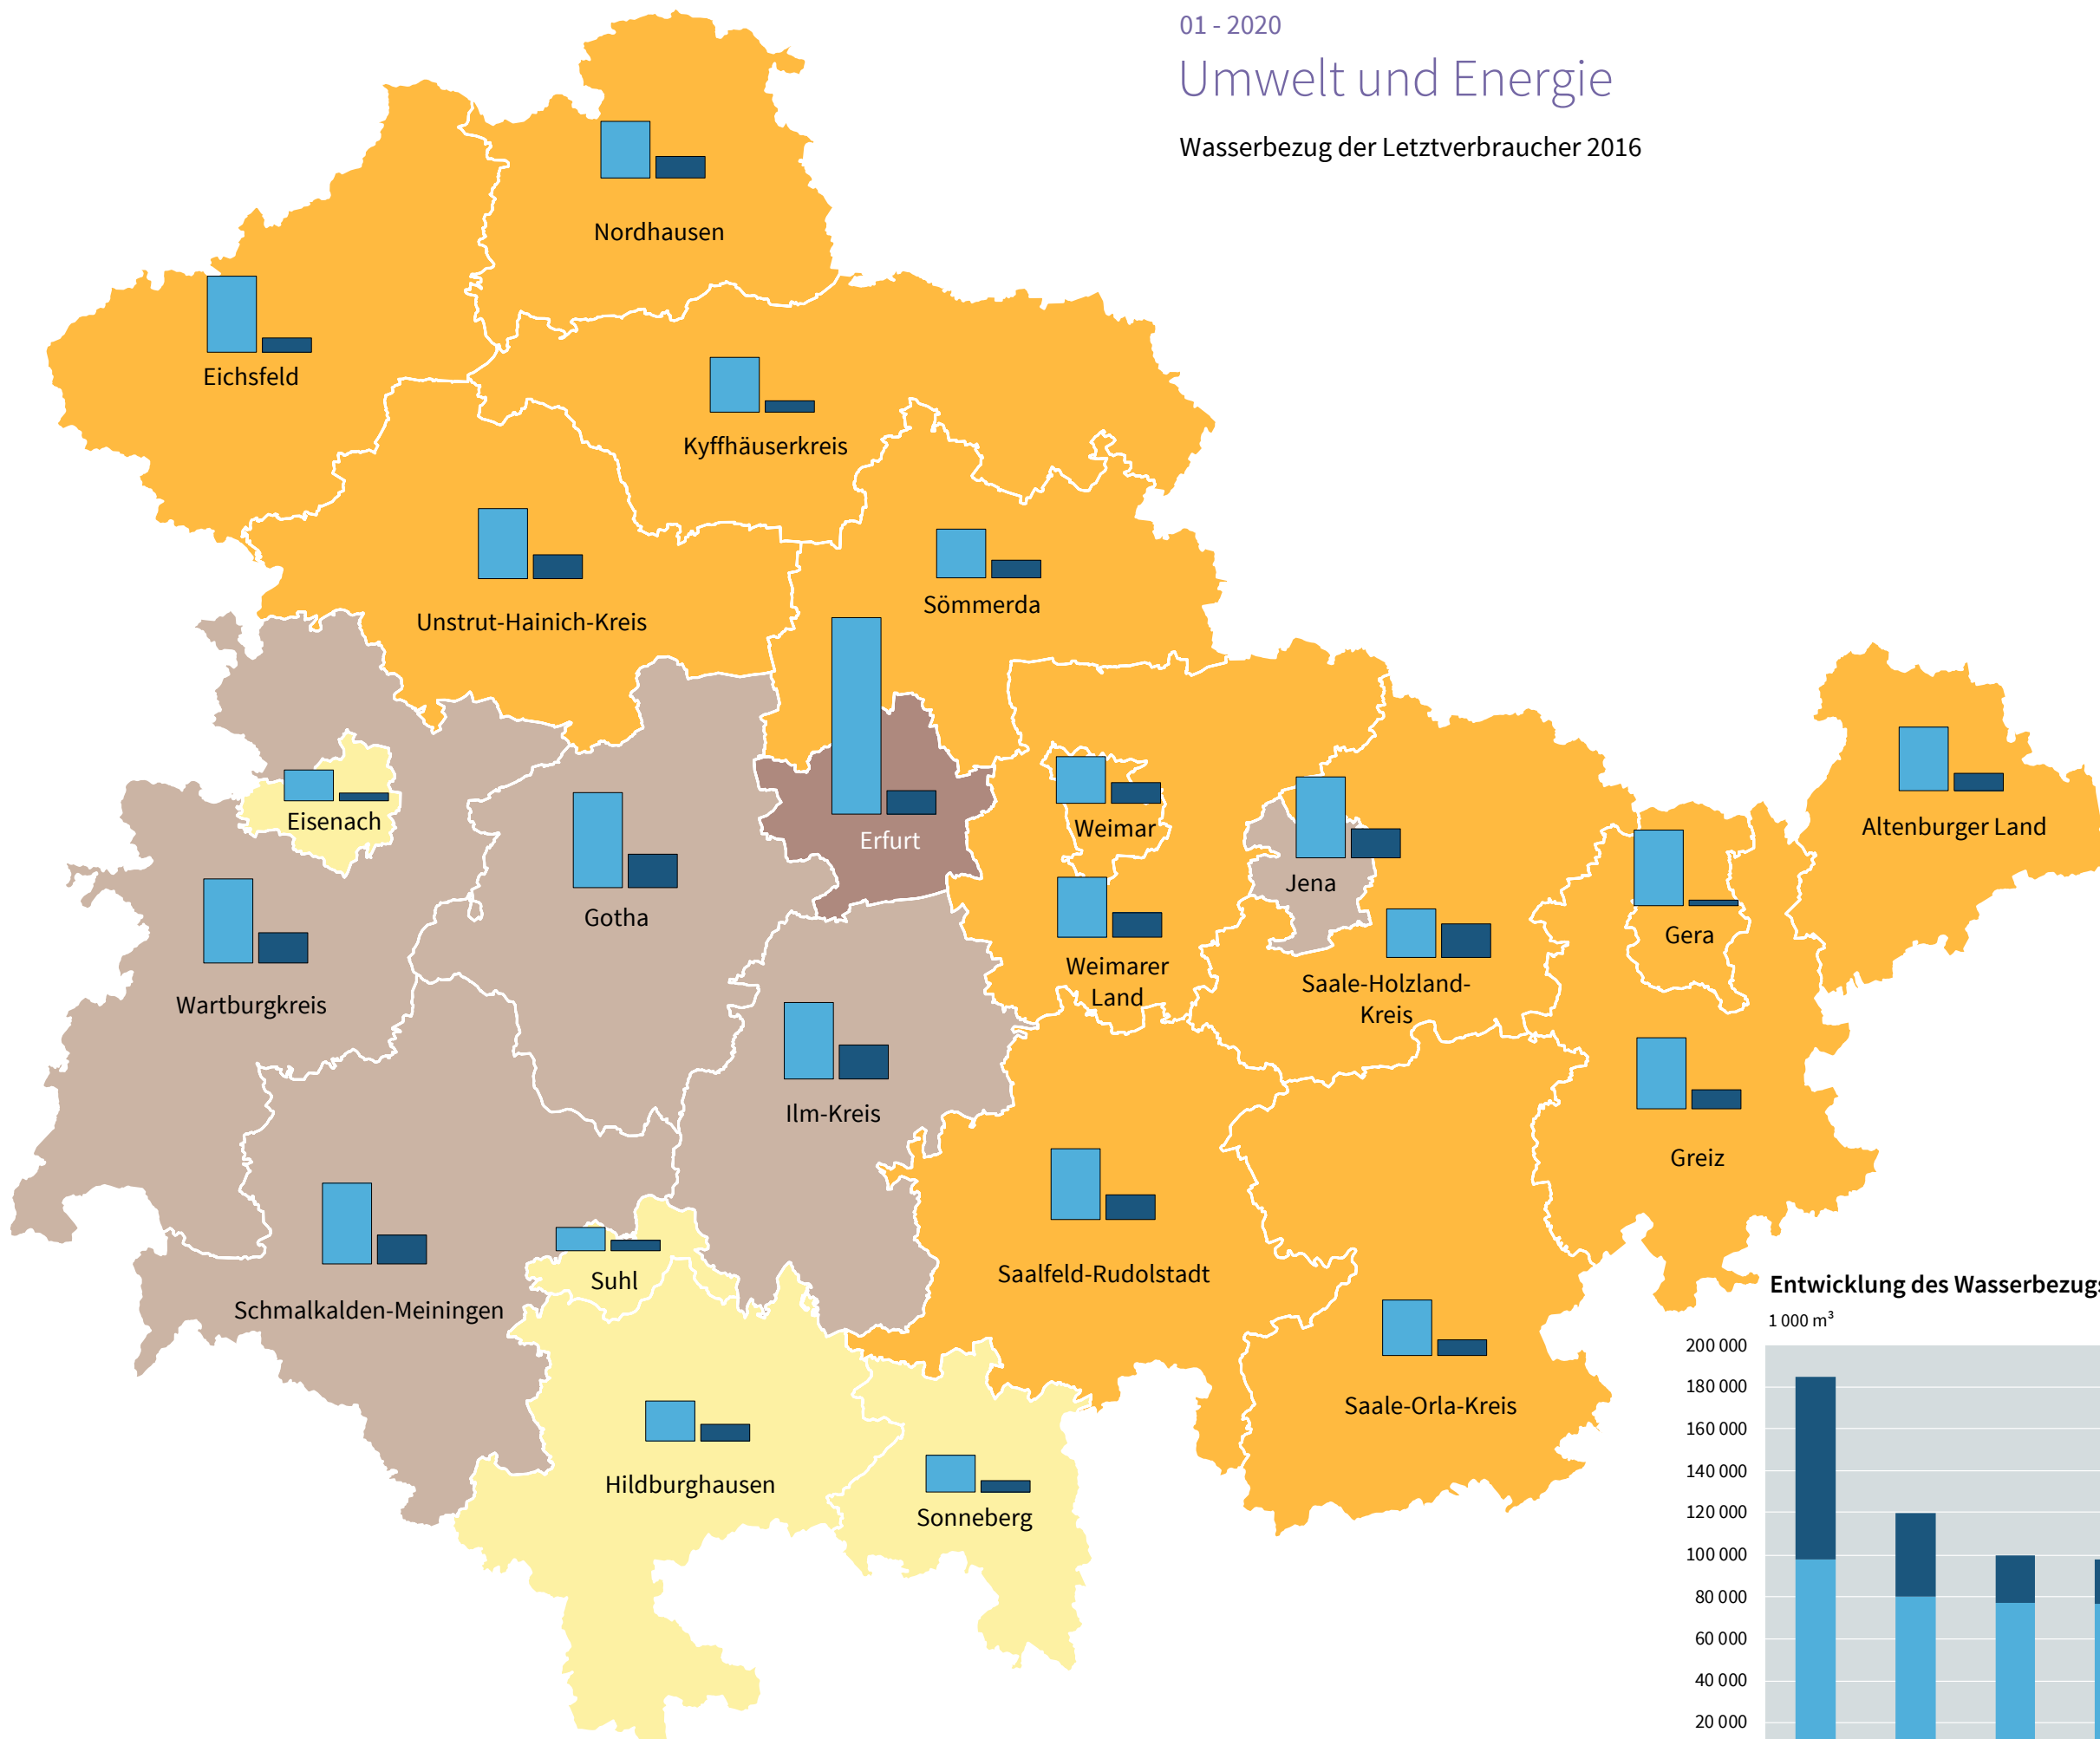 01 - 2020
Umwelt und Energie
Wasserbezug der Letztverbraucher 2016
Nordhausen
Eichsfeld
Kyffhäuserkreis
Sömmerda
Unstrut-Hainich-Kreis
Eisenach
Erfurt
Weimar
Altenburger Land
Jena
Gotha
Gera
Weimarer
Land
Saale-Holzland-
Kreis
Wartburgkreis
Ilm-Kreis
Greiz
Saalfeld-Rudolstadt
Suhl
Schmalkalden-Meiningen
Saale-Orla-Kreis
Hildburghausen
Sonneberg
Entwicklung des Wasserbezugs
1 000 m³
200 000
180 000
160 000
140 000
120 000
100 000
80 000
60 000
40 000
20 000